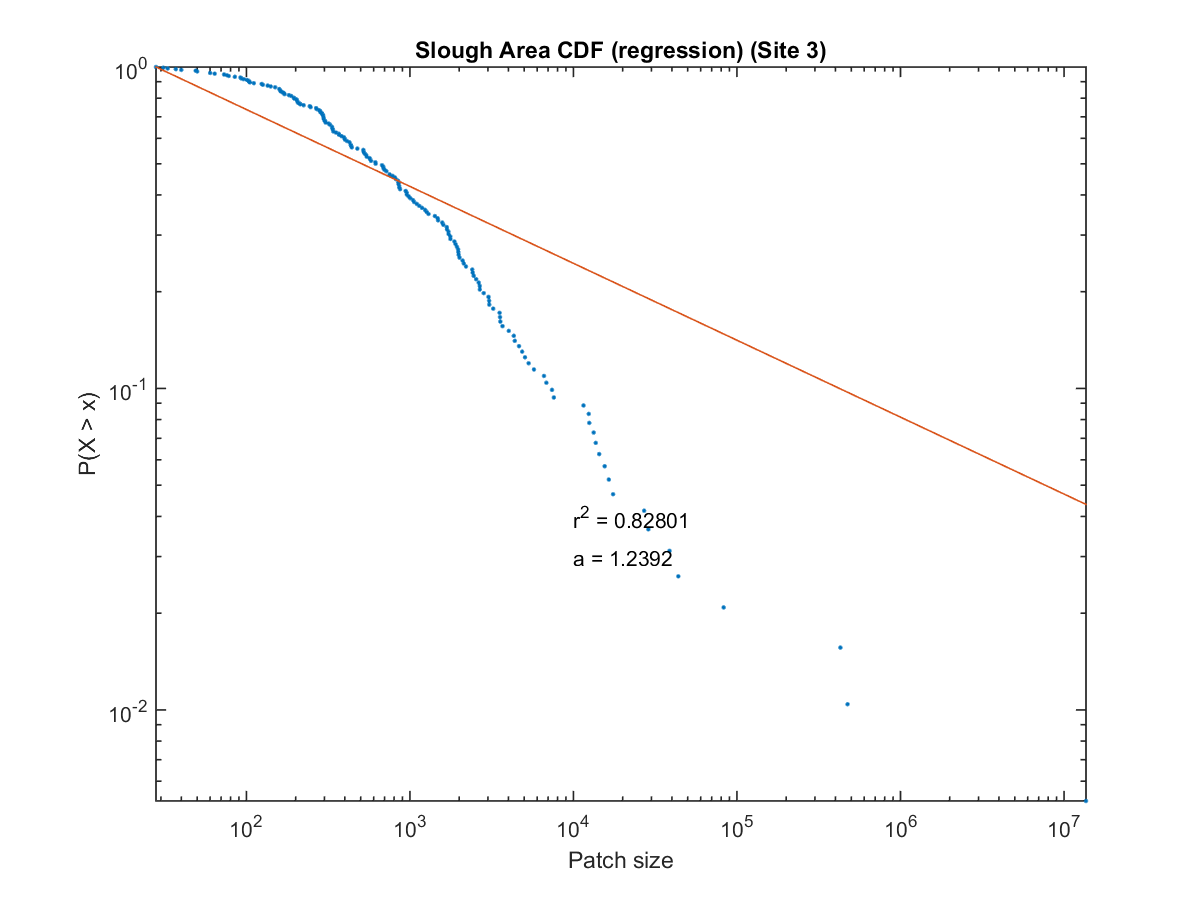 Slough Area CDF (regression) (Site 3)
10^0
10^-1
10^-2
P(X > x)
r^2 = 0.82801
a = 1.2392
10^2 10^3 10^4 10^5 10^6 10^7
Patch size